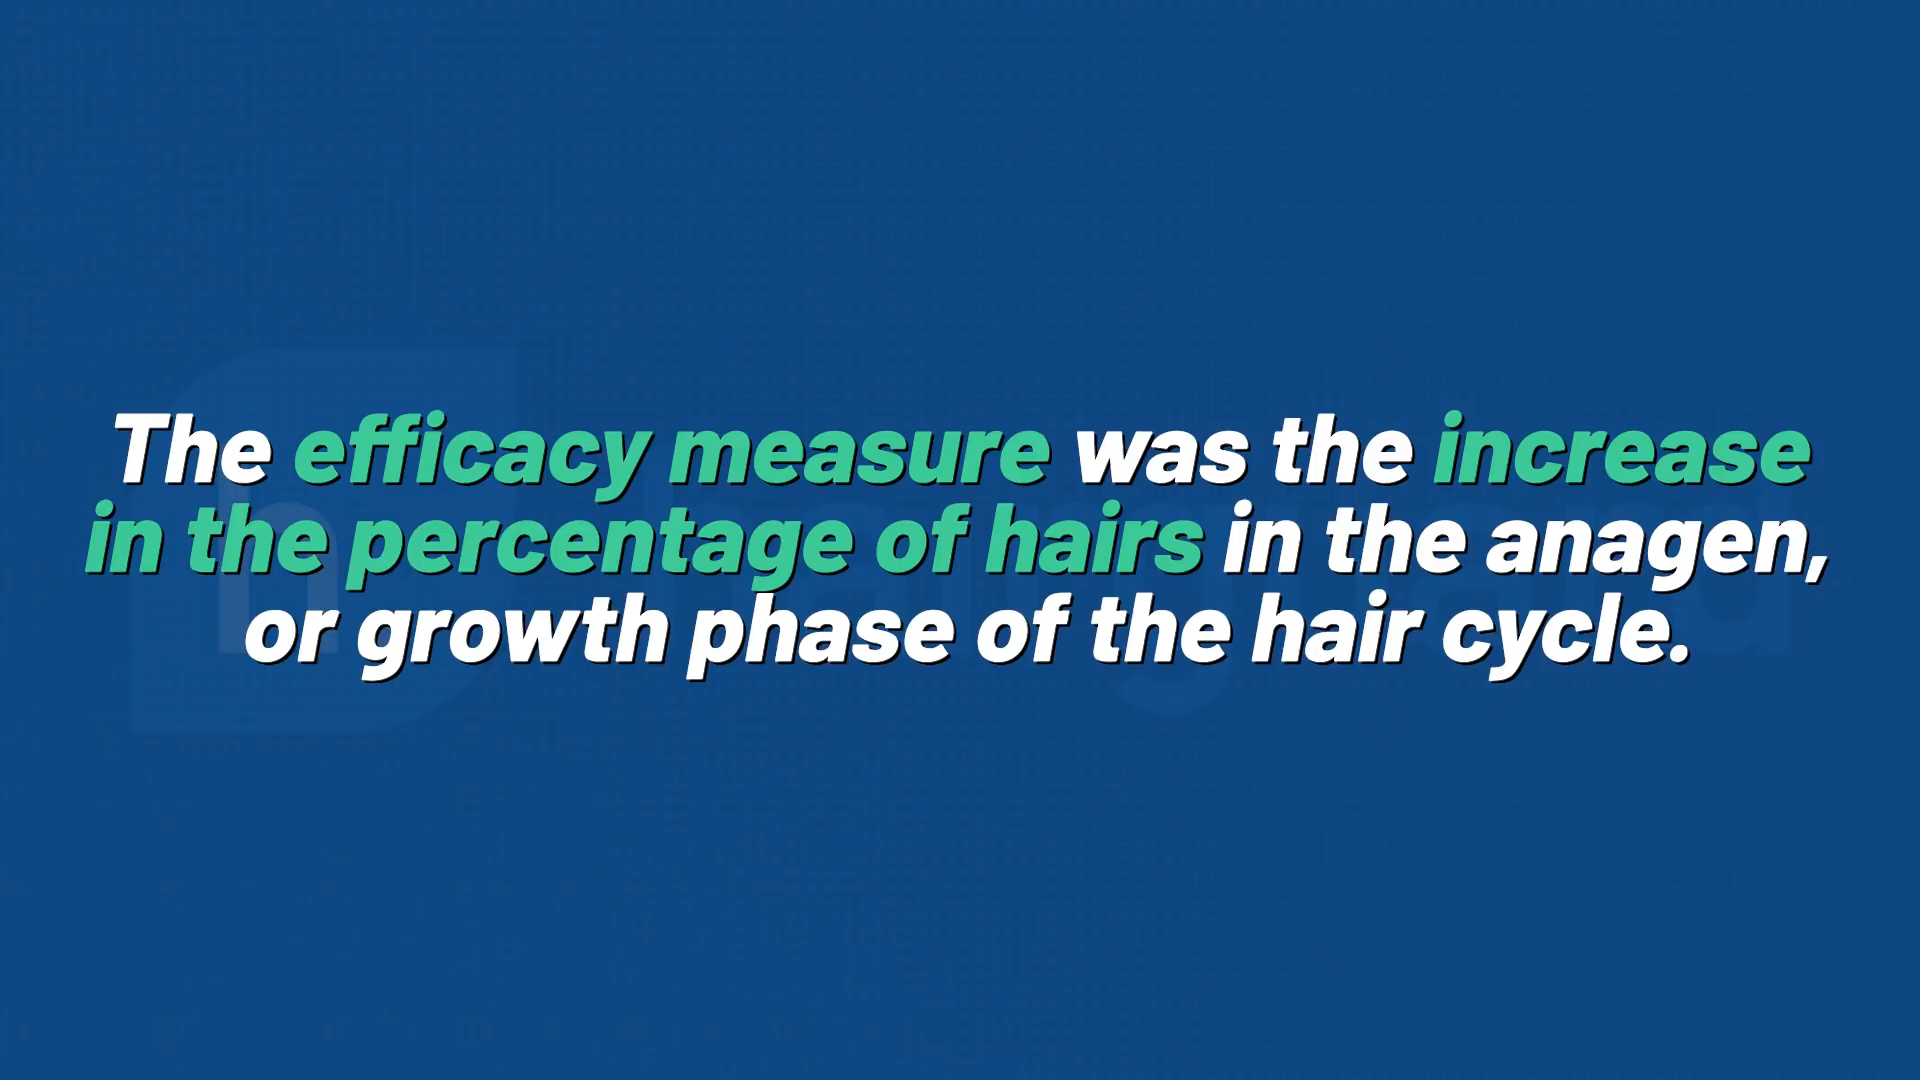 The efficacy measure was the increase
in the percentage of hairs in the anagen,
or growth phase of the hair cycle.